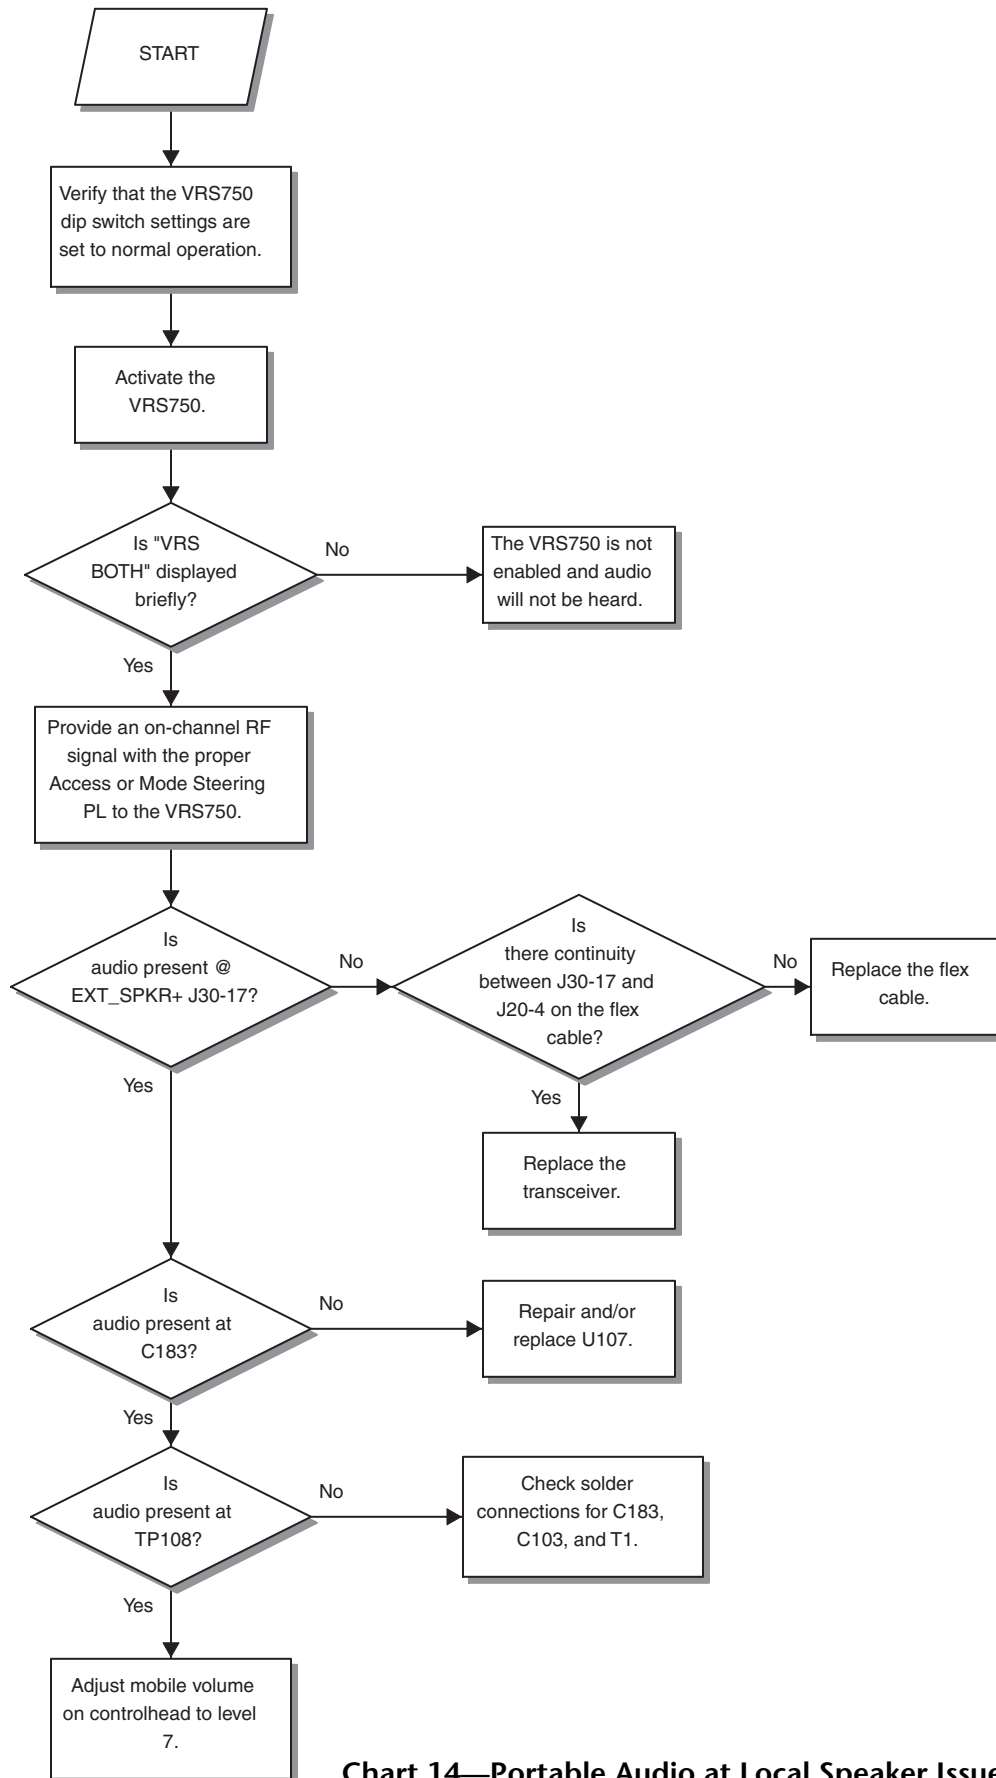 START
Verify that the VRS750
dip switch settings are
set to normal operation.
Activate the
VRS750.
Is "VRS
BOTH" displayed
briefly?
No
The VRS750 is not
enabled and audio
will not be heard.
Yes
Provide an on-channel RF
signal with the proper
Access or Mode Steering
PL to the VRS750.
Is
audio present @
EXT_SPKR+ J30-17?
No
Is
there continuity
between J30-17 and
J20-4 on the flex
cable?
No
Replace the flex
cable.
Yes
Yes
Replace the
transceiver.
Is
audio present at
C183?
No
Repair and/or
replace U107.
Yes
Is
audio present at
TP108?
No
Check solder
connections for C183,
C103, and T1.
Yes
Adjust mobile volume
on controlhead to level
7.
Chart 14—Portable Audio at Local Speaker Issue